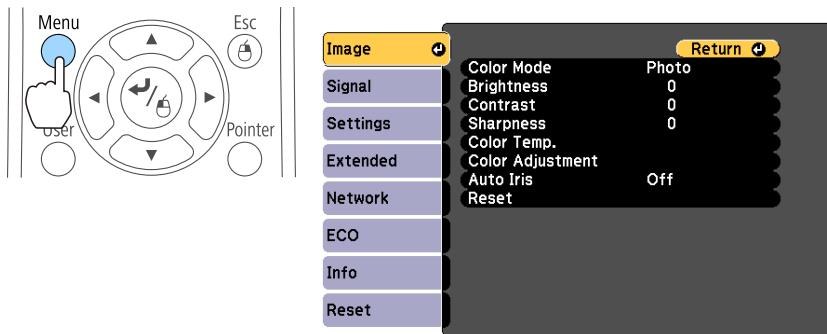 Menu
Esc
User
Pointer
Image
Signal
Settings
Extended
Network
ECO
Info
Reset
Return
Color Mode Photo
Brightness 0
Contrast 0
Sharpness 0
Color Temp.
Color Adjustment
Auto Iris Off
Reset